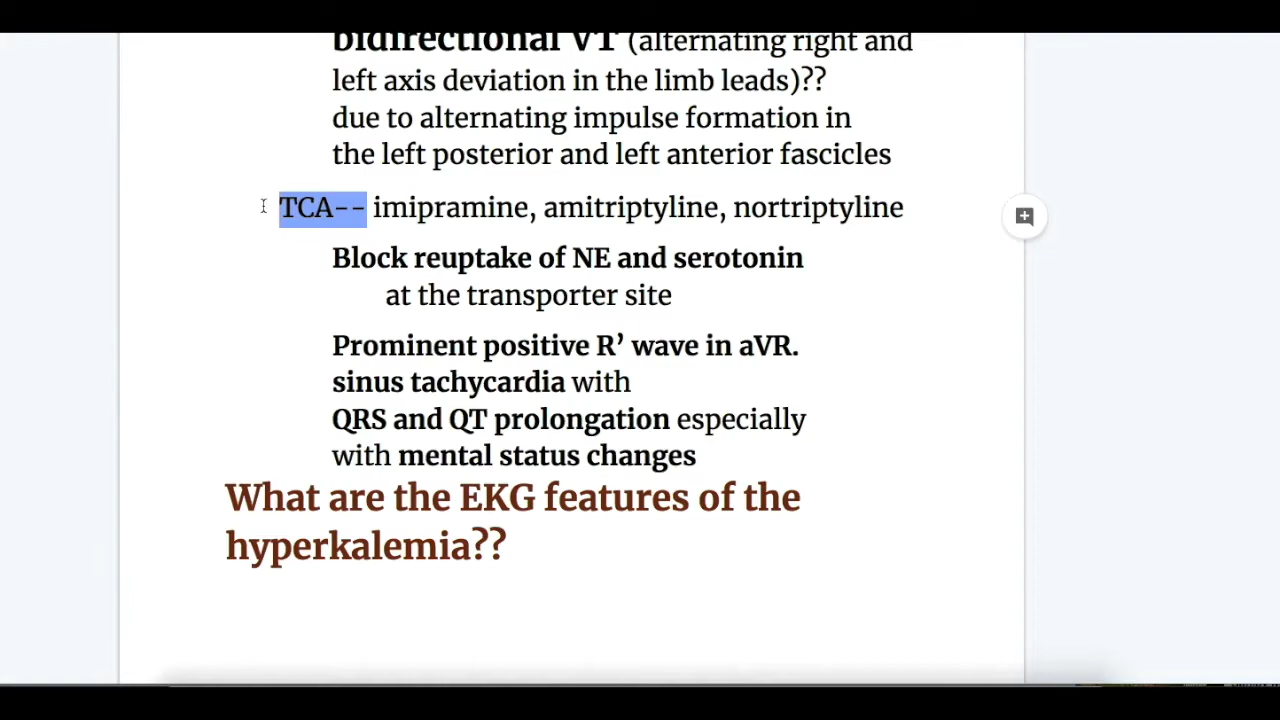 bidirectional VT (alternating right and
left axis deviation in the limb leads)??
due to alternating impulse formation in
the left posterior and left anterior fascicles
TCA-- imipramine, amitriptyline, nortriptyline
Block reuptake of NE and serotonin
at the transporter site
Prominent positive R’ wave in aVR.
sinus tachycardia with
QRS and QT prolongation especially
with mental status changes
What are the EKG features of the
hyperkalemia??